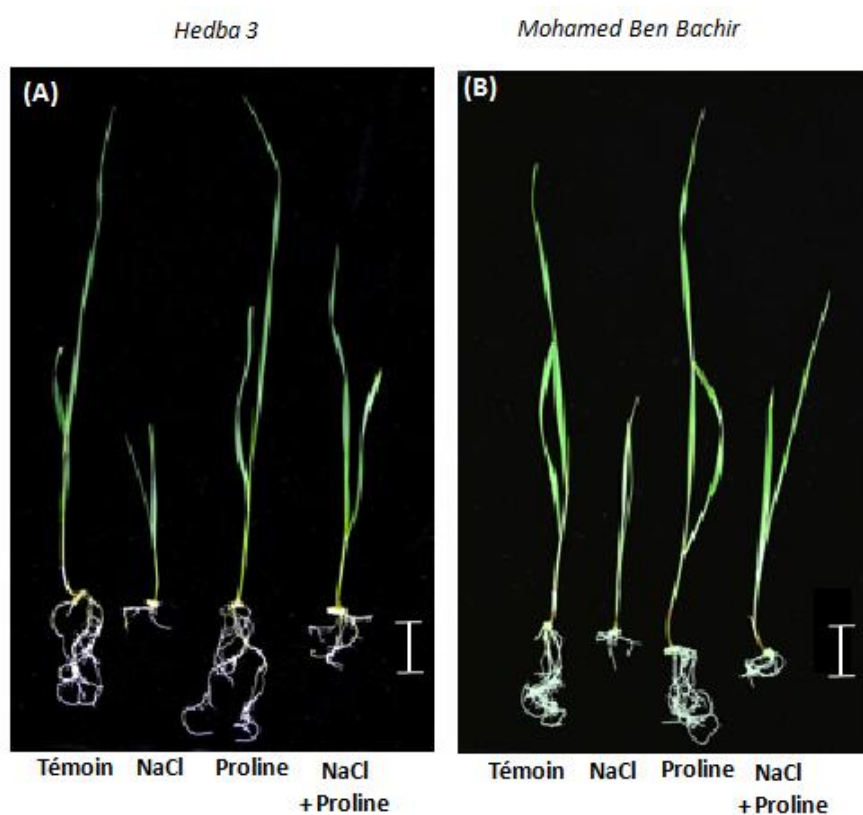 Hedba 3
Mohamed Ben Bachir
(A)
(B)
Témoin NaCl Proline NaCl + Proline
Témoin NaCl Proline NaCl + Proline